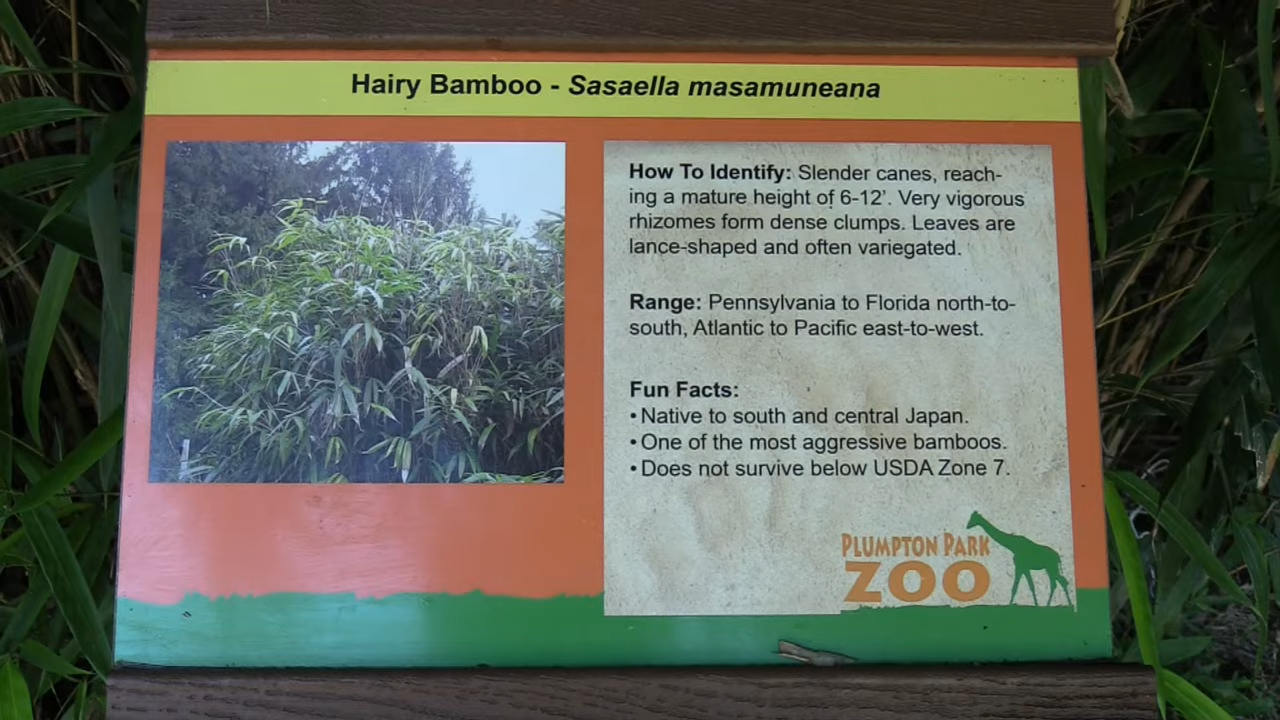 Hairy Bamboo - Sasaella masamuneana
How To Identify: Slender canes, reach-
ing a mature height of 6-12'. Very vigorous
rhizomes form dense clumps. Leaves are
lance-shaped and often variegated.
Range: Pennsylvania to Florida north-to-
south, Atlantic to Pacific east-to-west.
Fun Facts:
• Native to south and central Japan.
• One of the most aggressive bamboos.
• Does not survive below USDA Zone 7.
PLUMPTON PARK
ZOO